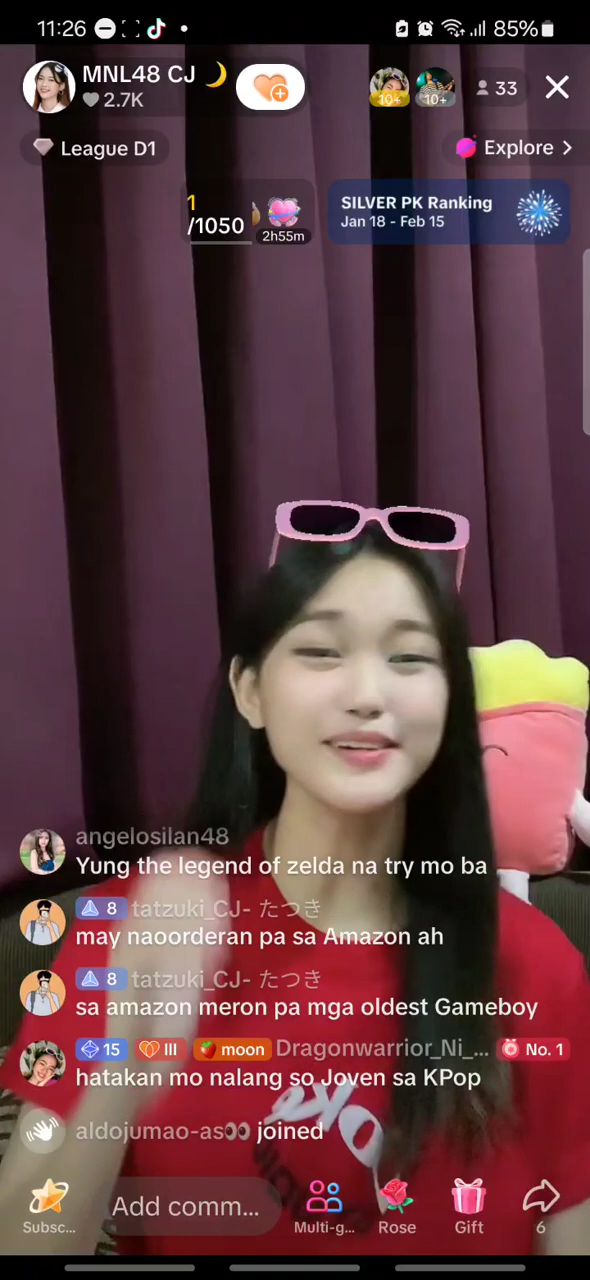 11:26
85%
MNL48 CJ 🌙
2.7K
10+
10+
33
League D1
Explore
1
/1050
2h55m
SILVER PK Ranking
Jan 18 - Feb 15
angelosilan48
Yung the legend of zelda na try mo ba
8 tatzuki_CJ- たつき
may naoorderan pa sa Amazon ah
8 tatzuki_CJ- たつき
sa amazon meron pa mga oldest Gameboy
15 III moon Dragonwarrior_Ni_... No. 1
hatakan mo nalang so Joven sa KPop
aldojumao-as👀 joined
Subsc...
Add comm...
Multi-g...
Rose
Gift
6